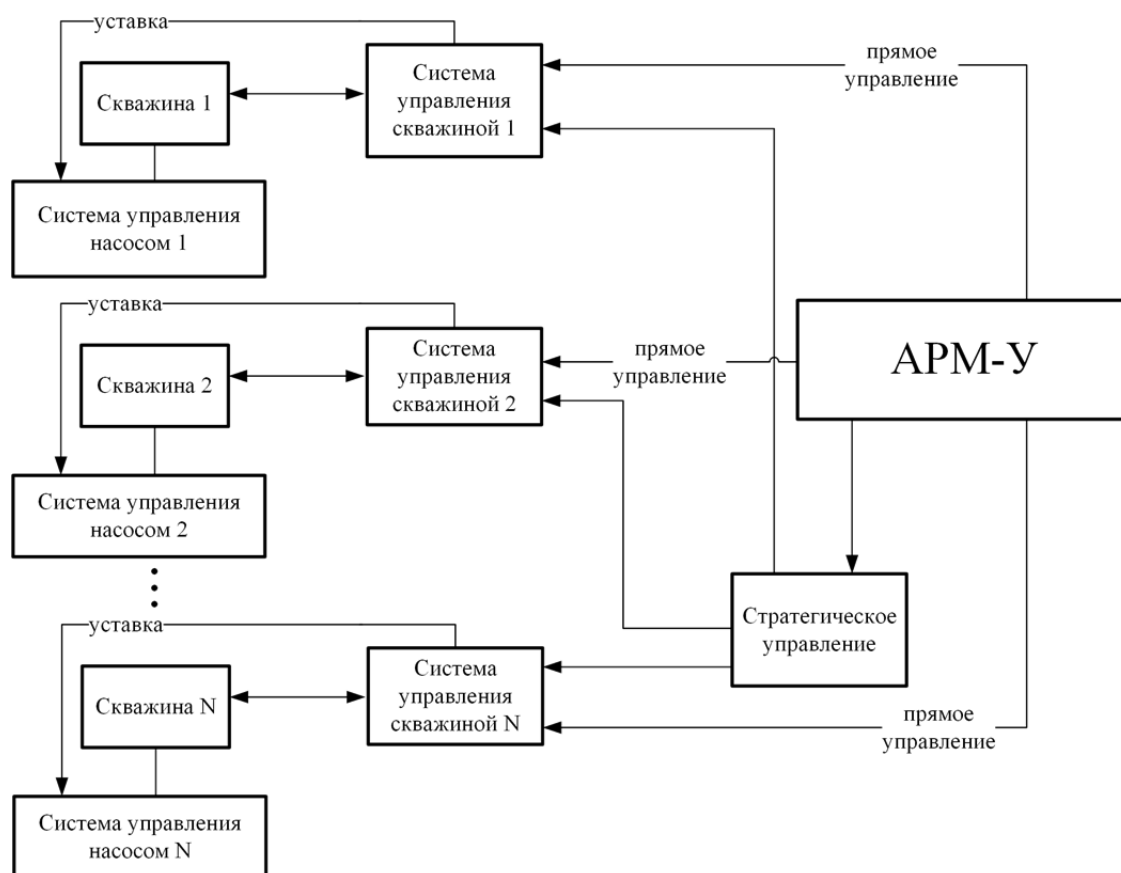 уставка
Скважина 1
Система
управления
скважиной 1
прямое
управление
Система управления
насосом 1
уставка
Скважина 2
Система
управления
скважиной 2
прямое
управление
АРМ-У
Система управления
насосом 2
уставка
Скважина N
Система
управления
скважиной N
Стратегическое
управление
прямое
управление
Система управления
насосом N